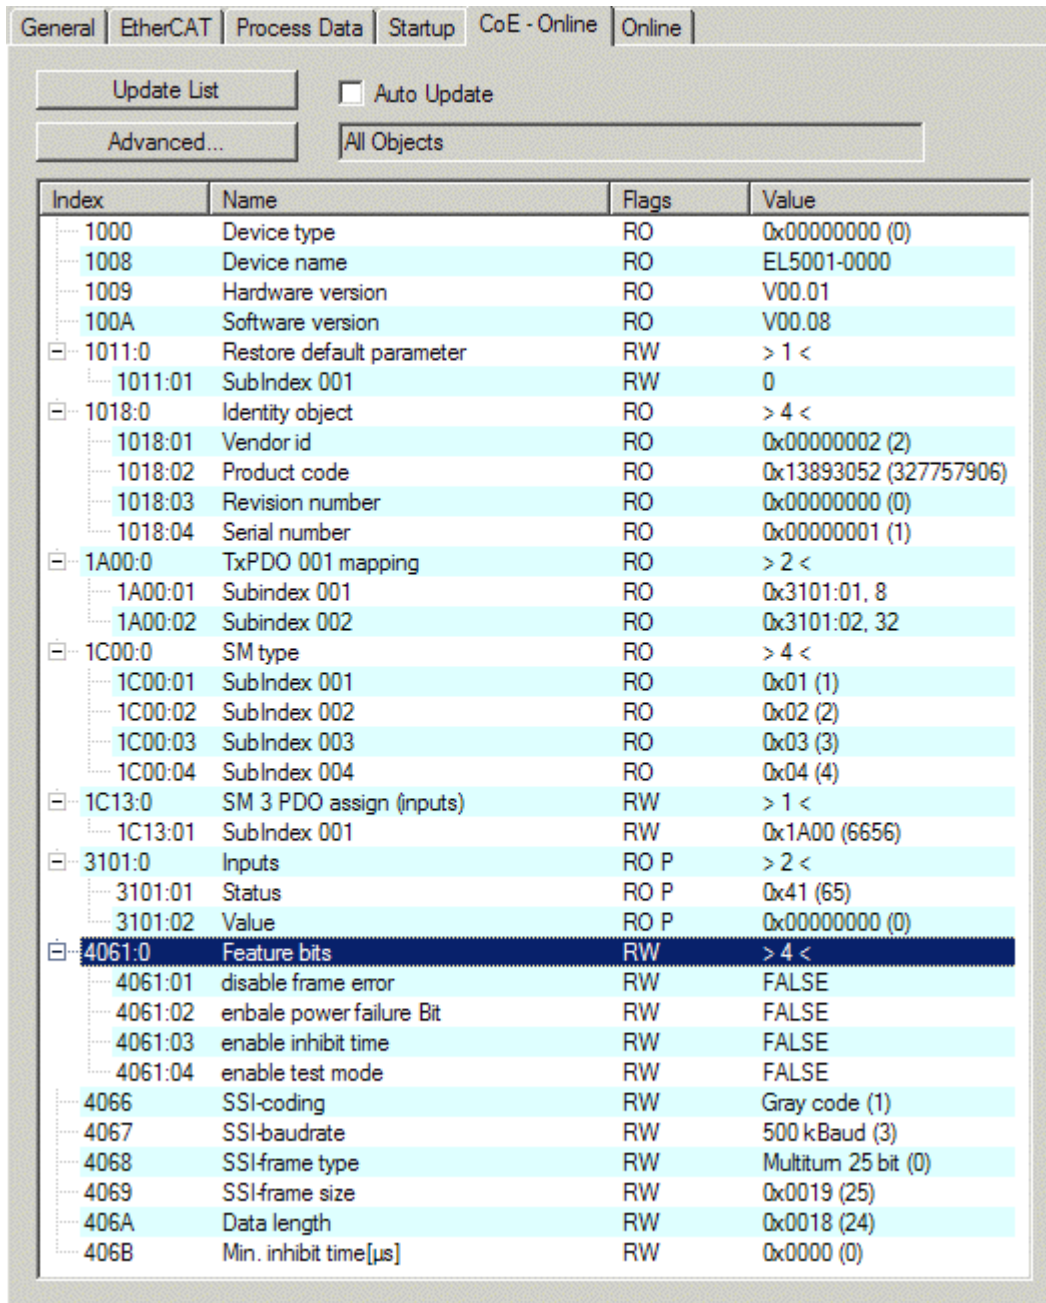 General EtherCAT Process Data Startup CoE - Online Online
Update List Auto Update
Advanced... All Objects
Index Name Flags Value
1000 Device type RO 0x00000000 (0)
1008 Device name RO EL5001-0000
1009 Hardware version RO V00.01
100A Software version RO V00.08
1011:0 Restore default parameter RW > 1 <
1011:01 SubIndex 001 RW 0
1018:0 Identity object RO > 4 <
1018:01 Vendor id RO 0x00000002 (2)
1018:02 Product code RO 0x13893052 (327757906)
1018:03 Revision number RO 0x00000000 (0)
1018:04 Serial number RO 0x00000001 (1)
1A00:0 TxPDO 001 mapping RO > 2 <
1A00:01 Subindex 001 RO 0x3101:01, 8
1A00:02 Subindex 002 RO 0x3101:02, 32
1C00:0 SM type RO > 4 <
1C00:01 SubIndex 001 RO 0x01 (1)
1C00:02 SubIndex 002 RO 0x02 (2)
1C00:03 SubIndex 003 RO 0x03 (3)
1C00:04 SubIndex 004 RO 0x04 (4)
1C13:0 SM 3 PDO assign (inputs) RW > 1 <
1C13:01 SubIndex 001 RW 0x1A00 (6656)
3101:0 Inputs RO P > 2 <
3101:01 Status RO P 0x41 (65)
3101:02 Value RO P 0x00000000 (0)
4061:0 Feature bits RW > 4 <
4061:01 disable frame error RW FALSE
4061:02 enbale power failure Bit RW FALSE
4061:03 enable inhibit time RW FALSE
4061:04 enable test mode RW FALSE
4066 SSI-coding RW Gray code (1)
4067 SSI-baudrate RW 500 kBaud (3)
4068 SSI-frame type RW Multiturn 25 bit (0)
4069 SSI-frame size RW 0x0019 (25)
406A Data length RW 0x0018 (24)
406B Min. inhibit time[µs] RW 0x0000 (0)